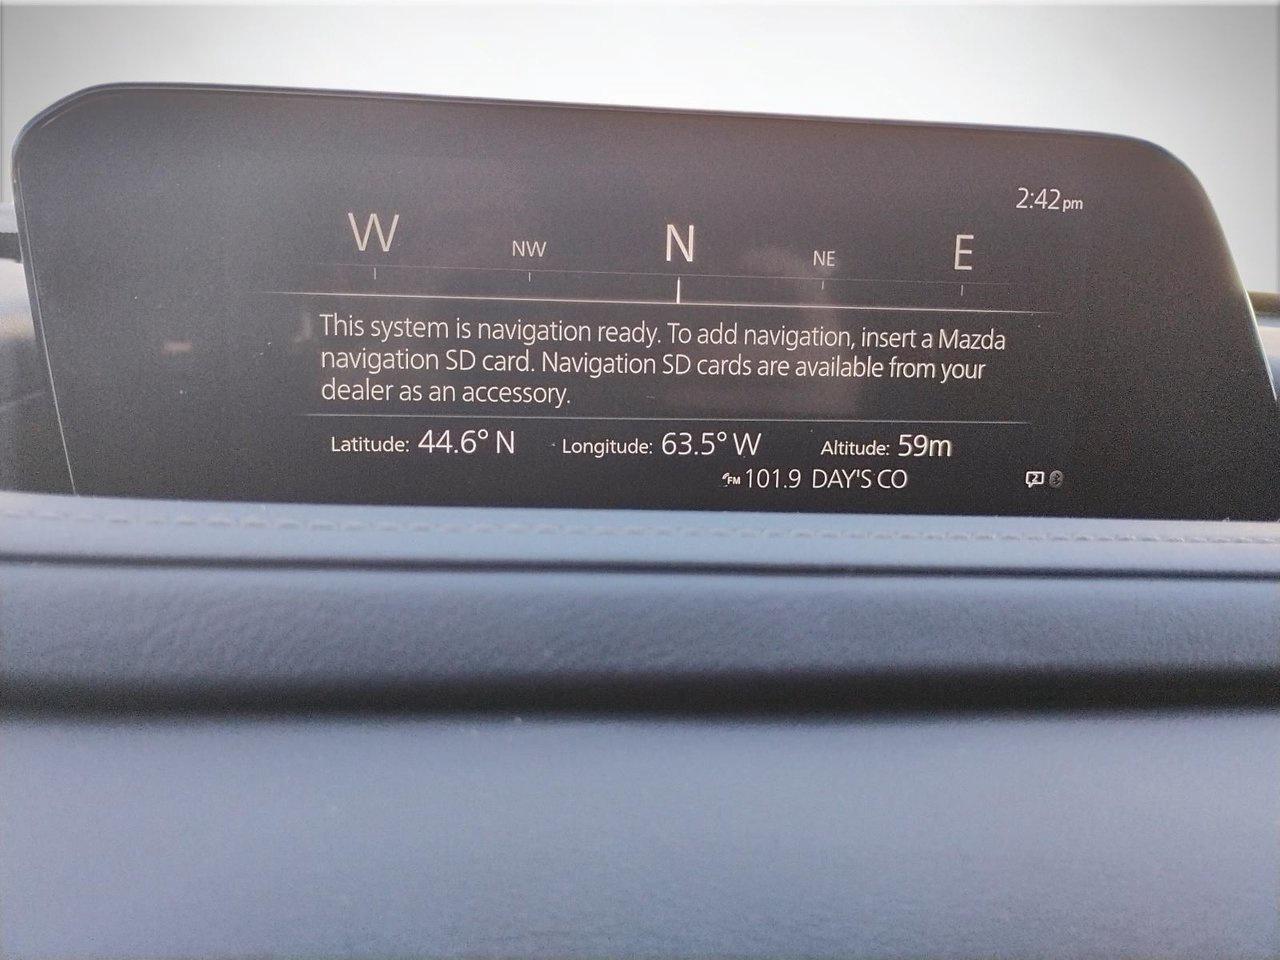 2:42pm
W NW N NE E
This system is navigation ready. To add navigation, insert a Mazda
navigation SD card. Navigation SD cards are available from your
dealer as an accessory.
Latitude: 44.6° N Longitude: 63.5° W Altitude: 59m
FM 101.9 DAY'S CO
2